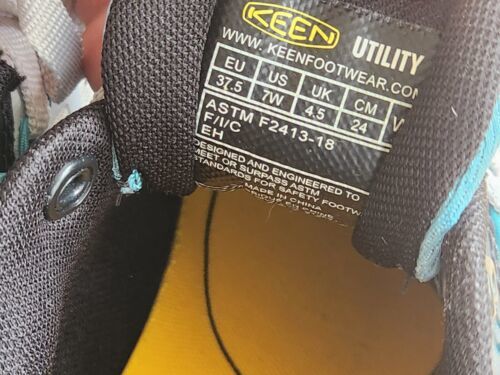 KEEN UTILITY
WWW.KEENFOOTWEAR.COM
EU US UK CM
37.5 7W 4.5 24
ASTM F2413-18
F/I/C
EH
DESIGNED AND ENGINEERED TO
MEET OR SURPASS ASTM
STANDARDS FOR SAFETY FOOTW
MADE IN CHINA